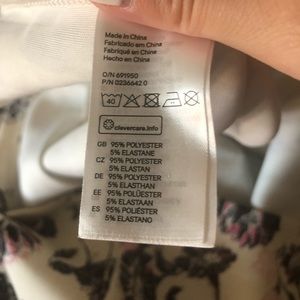 Made in China
Fabricado em China
Fabriqué en Chine
Hecho en China
O/N 691950
P/N 0236642 0
40
clevercare.info
GB 95% POLYESTER
5% ELASTANE
CZ 95% POLYESTER
5% ELASTAN
DE 95% POLYESTER
5% ELASTHAN
EE 95% POLÜESTER
5% ELASTAAN
ES 95% POLIÉSTER
5% ELASTANO